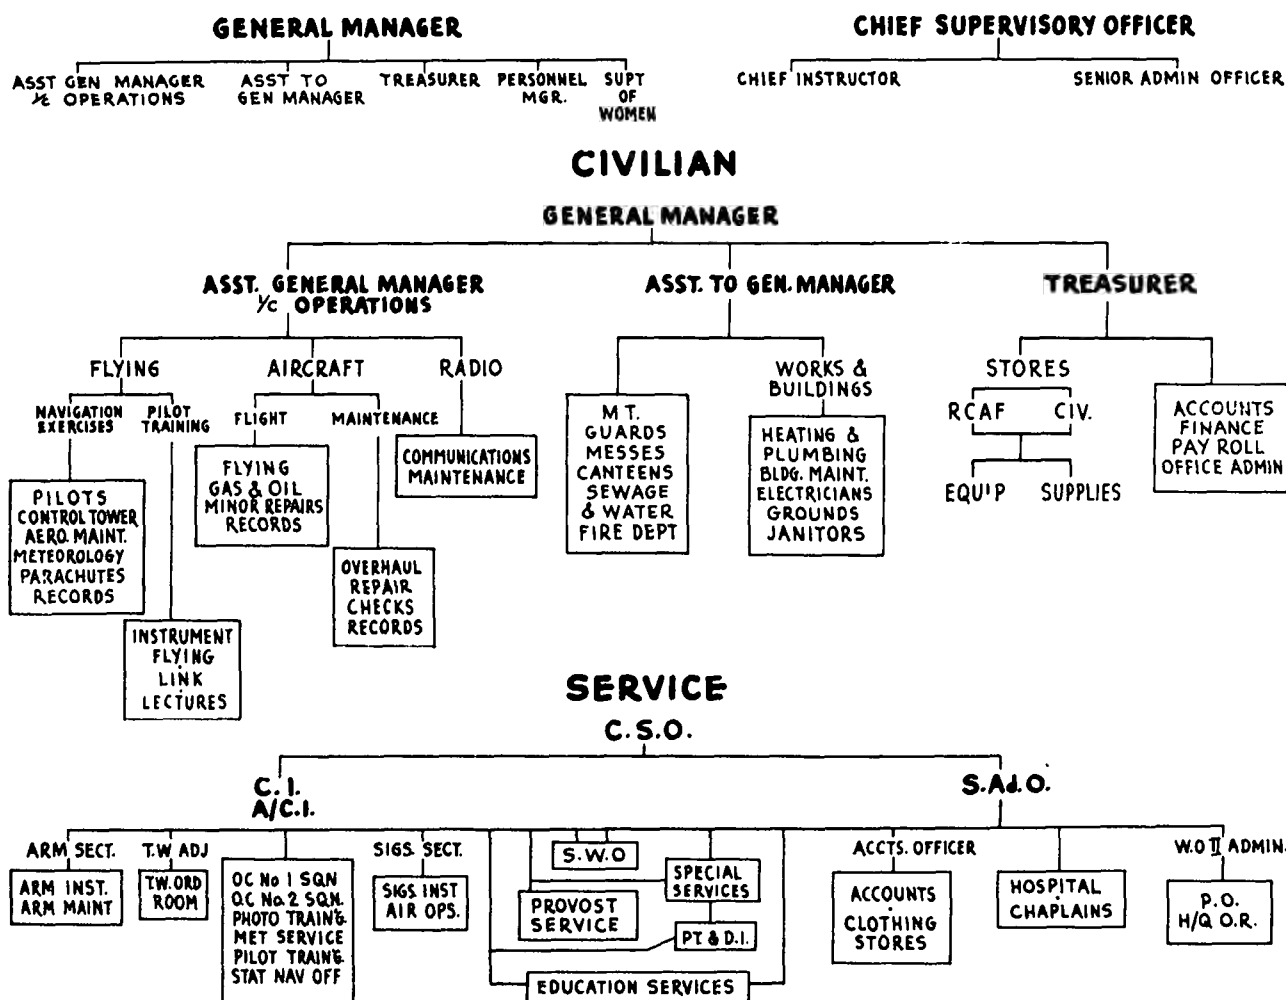 GENERAL MANAGER
CHIEF SUPERVISORY OFFICER
ASST GEN MANAGER
I/C OPERATIONS
ASST TO
GEN MANAGER
TREASURER
PERSONNEL
MGR.
SUPT
OF
WOMEN
CHIEF INSTRUCTOR
SENIOR ADMIN OFFICER
CIVILIAN
GENERAL MANAGER
ASST. GENERAL MANAGER
I/C OPERATIONS
ASST. TO GEN. MANAGER
TREASURER
FLYING
AIRCRAFT
RADIO
WORKS &
BUILDINGS
STORES
NAVIGATION
EXERCISES
PILOT
TRAINING
FLIGHT
MAINTENANCE
RCAF
CIV.
EQUIP
SUPPLIES
PILOTS
CONTROL TOWER
AERO. MAINT.
METEOROLOGY
PARACHUTES
RECORDS
INSTRUMENT
FLYING
LINK
LECTURES
FLYING
GAS & OIL
MINOR REPAIRS
RECORDS
OVERHAUL
REPAIR
CHECKS
RECORDS
COMMUNICATIONS
MAINTENANCE
M T.
GUARDS
MESSES
CANTEENS
SEWAGE
& WATER
FIRE DEPT
HEATING &
PLUMBING
BLDG. MAINT.
ELECTRICIANS
GROUNDS
JANITORS
ACCOUNTS
FINANCE
PAY ROLL
OFFICE ADMIN
SERVICE
C.S.O.
C.I.
A/C.I.
S.Ad.O.
ARM SECT.
T.W ADJ
SIGS. SECT.
ACCTS. OFFICER
W.O II ADMIN.
ARM INST.
ARM MAINT
T.W. ORD
ROOM
OC No 1 SQN
O.C No. 2 SQN.
PHOTO TRAIN'G.
MET SERVICE
PILOT TRAIN'G.
STAT NAV OFF
SIGS INST
AIR OPS.
S.W.O
PROVOST
SERVICE
SPECIAL
SERVICES
PT. & D.I.
EDUCATION SERVICES
ACCOUNTS
CLOTHING
STORES
HOSPITAL
CHAPLAINS
P.O.
H/Q O.R.